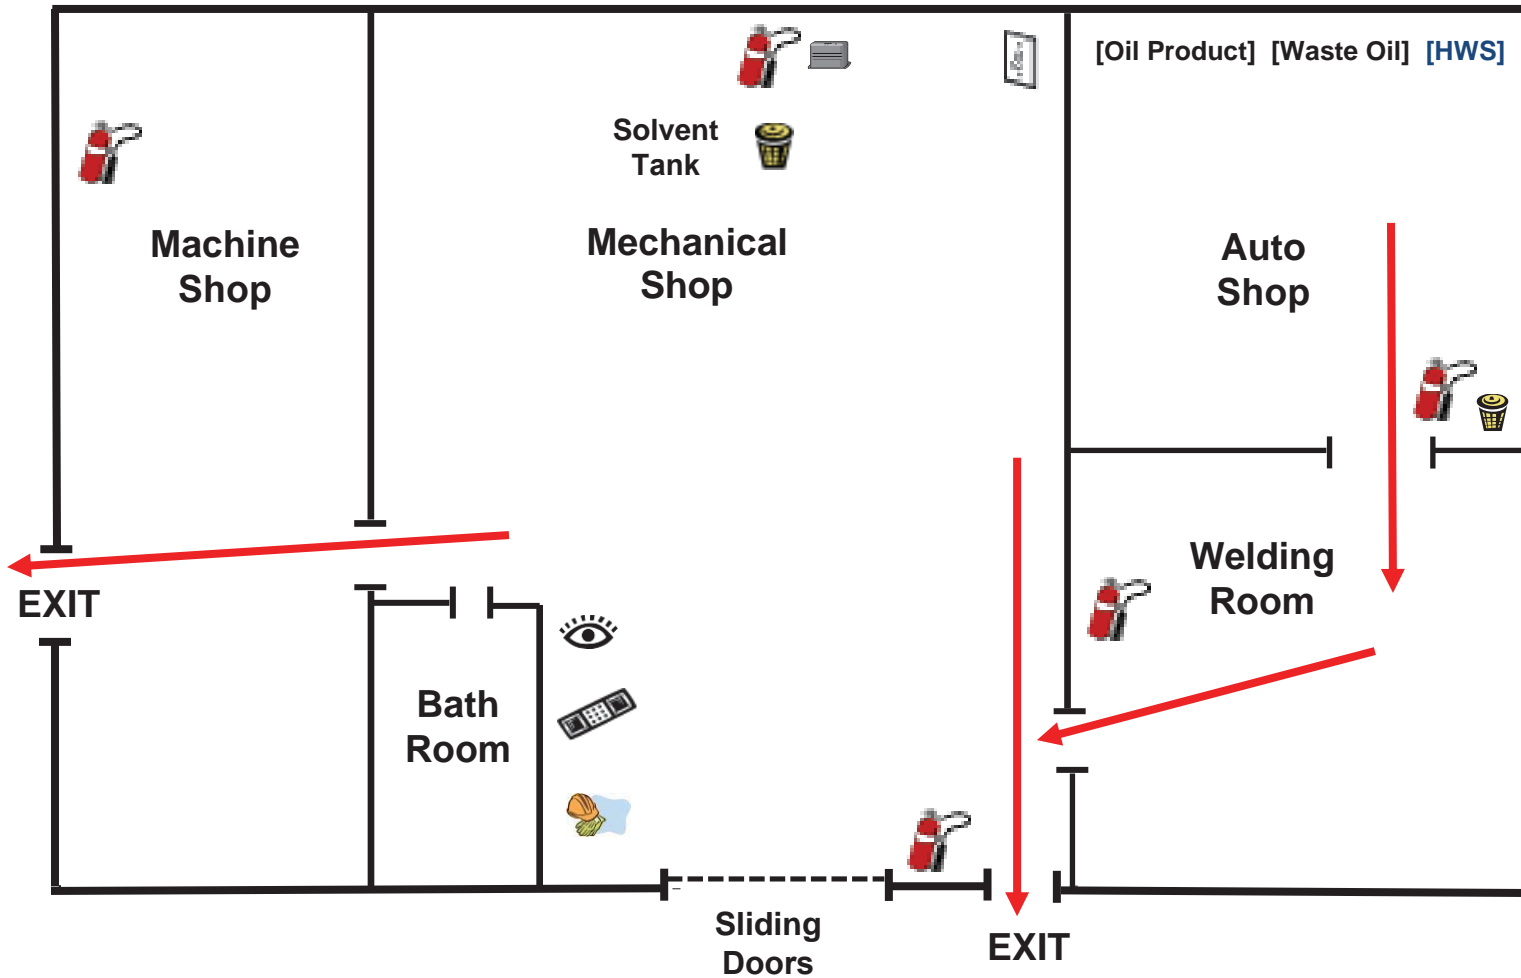 [Oil Product] [Waste Oil] [HWS]
Solvent
Tank
Machine
Shop
Mechanical
Shop
Auto
Shop
Welding
Room
EXIT
Bath
Room
Sliding
Doors
EXIT